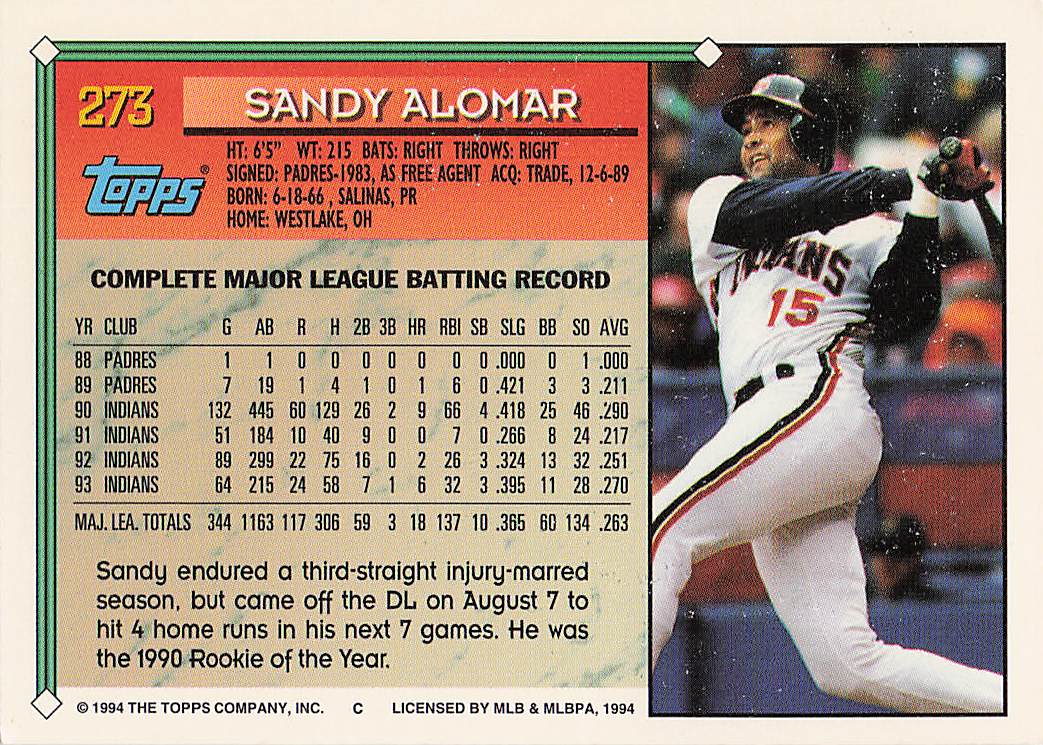 273
SANDY ALOMAR
Topps®
HT: 6'5" WT: 215 BATS: RIGHT THROWS: RIGHT
SIGNED: PADRES-1983, AS FREE AGENT ACQ: TRADE, 12-6-89
BORN: 6-18-66 , SALINAS, PR
HOME: WESTLAKE, OH
COMPLETE MAJOR LEAGUE BATTING RECORD
YR CLUB G AB R H 2B 3B HR RBI SB SLG BB SO AVG
88 PADRES 1 1 0 0 0 0 0 0 0 .000 0 1 .000
89 PADRES 7 19 1 4 1 0 1 6 0 .421 3 3 .211
90 INDIANS 132 445 60 129 26 2 9 66 4 .418 25 46 .290
91 INDIANS 51 184 10 40 9 0 0 7 0 .266 8 24 .217
92 INDIANS 89 299 22 75 16 0 2 26 3 .324 13 32 .251
93 INDIANS 64 215 24 58 7 1 6 32 3 .395 11 28 .270
MAJ. LEA. TOTALS 344 1163 117 306 59 3 18 137 10 .365 60 134 .263
Sandy endured a third-straight injury-marred
season, but came off the DL on August 7 to
hit 4 home runs in his next 7 games. He was
the 1990 Rookie of the Year.
© 1994 THE TOPPS COMPANY, INC. C LICENSED BY MLB & MLBPA, 1994
INDIANS
15